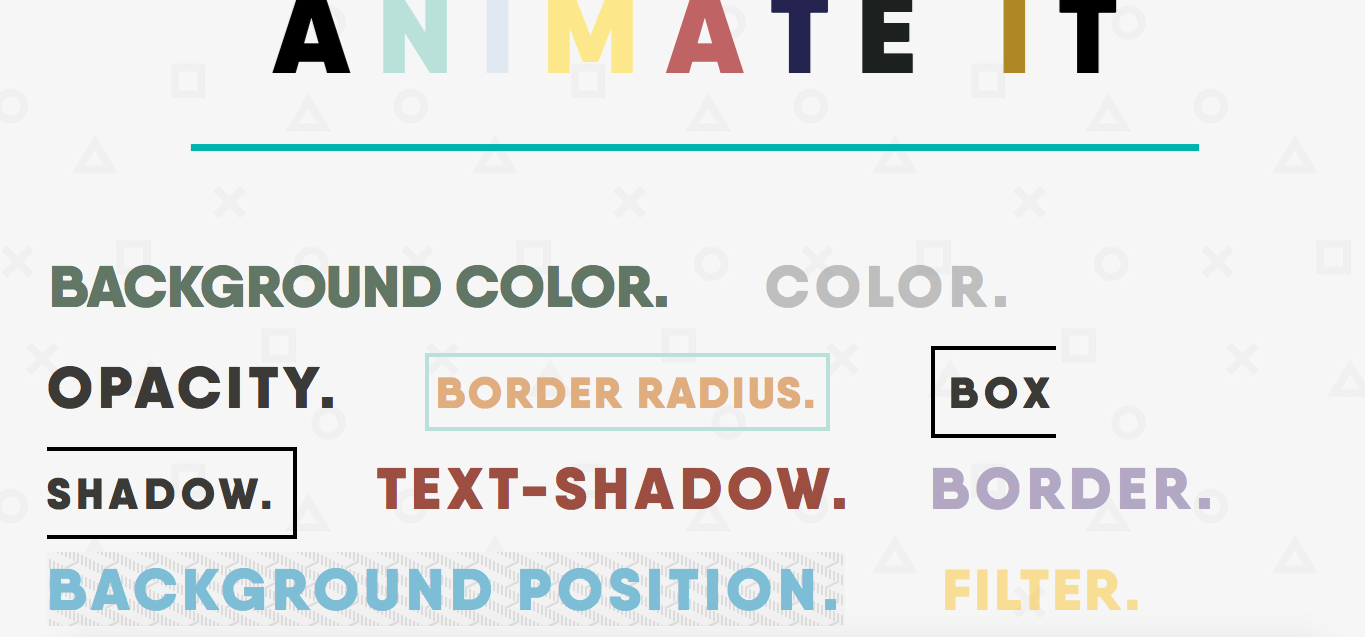 ANIMATE IT
BACKGROUND COLOR. COLOR.
OPACITY. BORDER RADIUS. BOX
SHADOW. TEXT-SHADOW. BORDER.
BACKGROUND POSITION. FILTER.